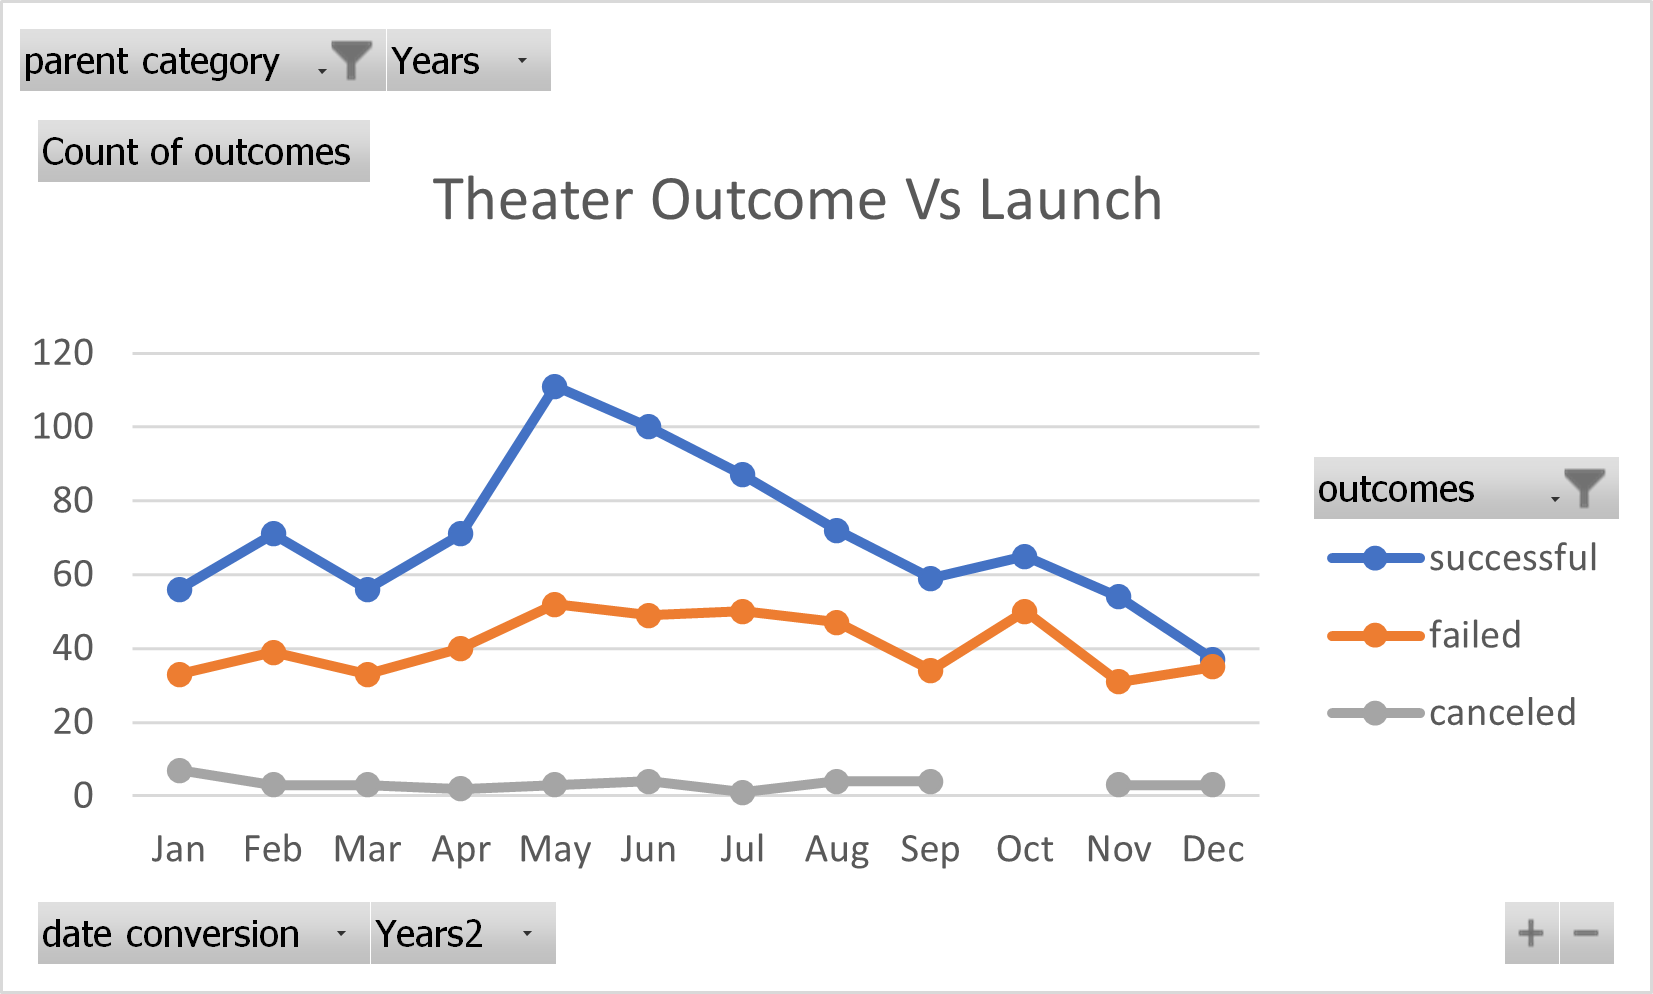 parent category Years
Count of outcomes
Theater Outcome Vs Launch
120
100
80
60
40
20
0
Jan Feb Mar Apr May Jun Jul Aug Sep Oct Nov Dec
outcomes
successful
failed
canceled
date conversion Years2
+ −